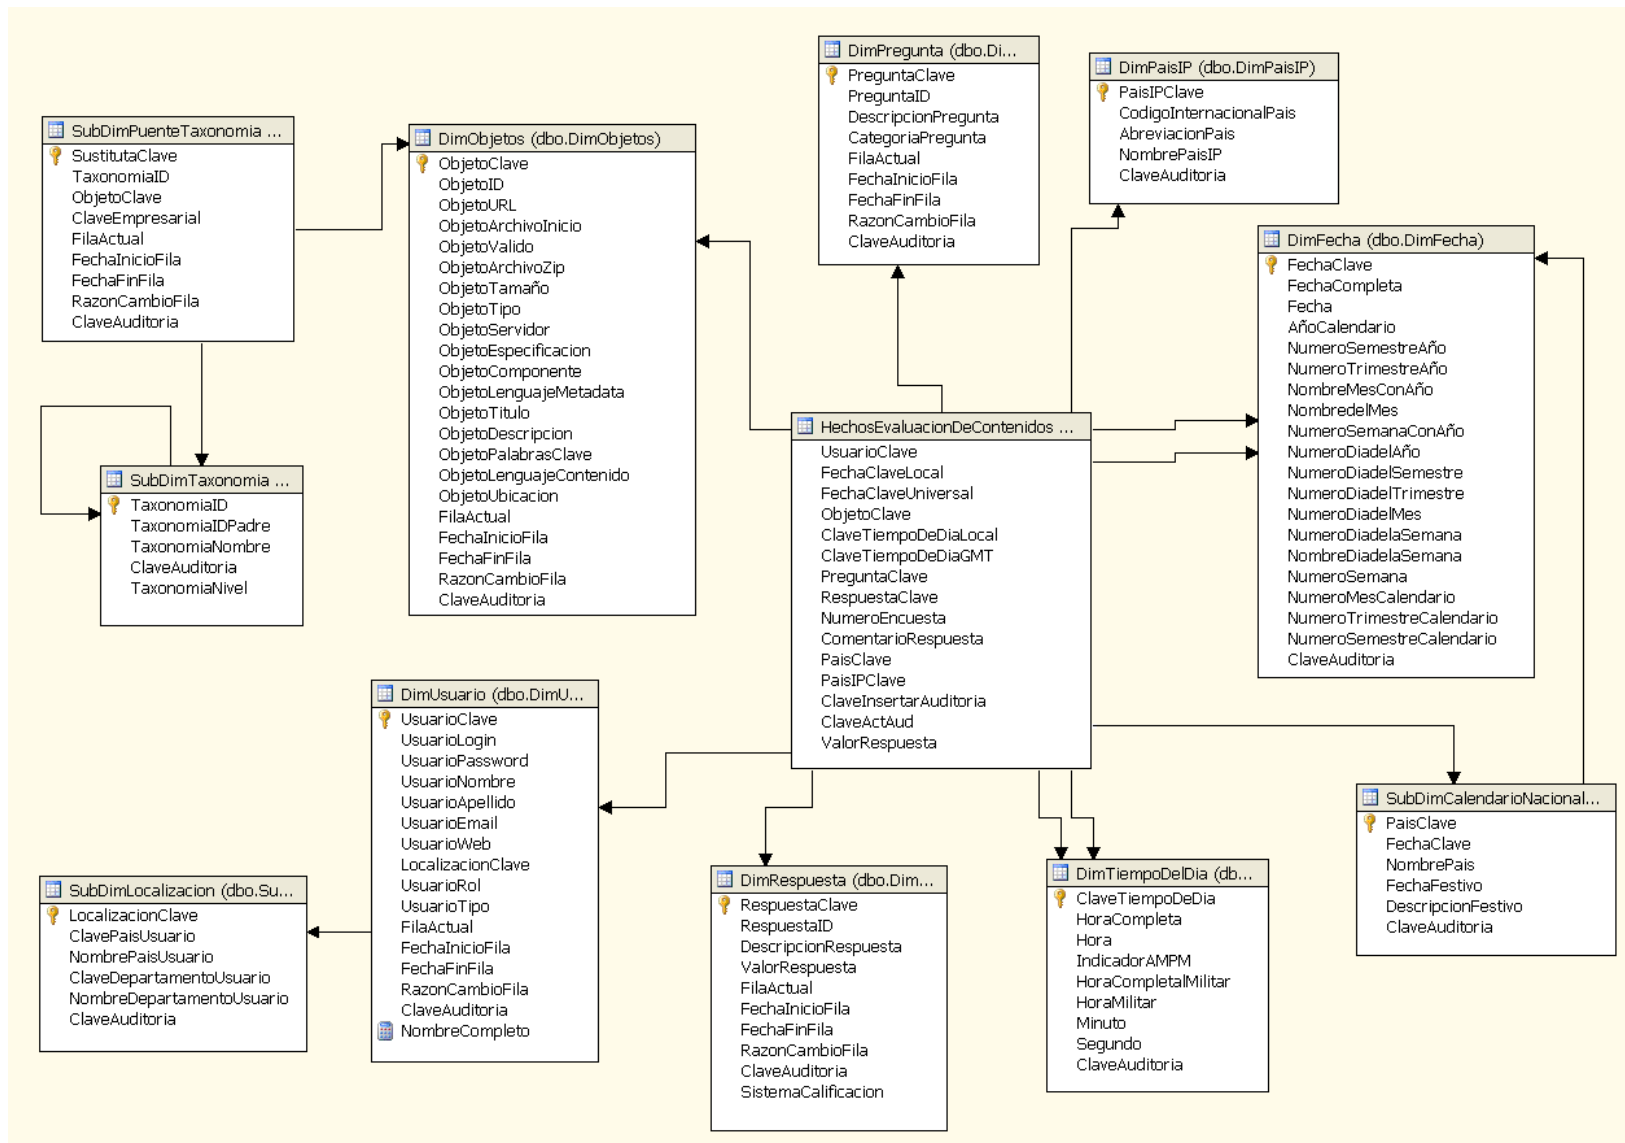 DimPregunta (dbo.Di...
PreguntaClave
PreguntaID
DescripcionPregunta
CategoriaPregunta
FilaActual
FechaInicioFila
FechaFinFila
RazonCambioFila
ClaveAuditoria
DimPaisIP (dbo.DimPaisIP)
PaisIPClave
CodigoInternacionalPais
AbreviacionPais
NombrePaisIP
ClaveAuditoria
SubDimPuenteTaxonomia ...
SustitutaClave
TaxonomiaID
ObjetoClave
ClaveEmpresarial
FilaActual
FechaInicioFila
FechaFinFila
RazonCambioFila
ClaveAuditoria
DimObjetos (dbo.DimObjetos)
ObjetoClave
ObjetoID
ObjetoURL
ObjetoArchivoInicio
ObjetoValido
ObjetoArchivoZip
ObjetoTamaño
ObjetoTipo
ObjetoServidor
ObjetoEspecificacion
ObjetoComponente
ObjetoLenguajeMetadata
ObjetoTitulo
ObjetoDescripcion
ObjetoPalabrasClave
ObjetoLenguajeContenido
ObjetoUbicacion
FilaActual
FechaInicioFila
FechaFinFila
RazonCambioFila
ClaveAuditoria
DimFecha (dbo.DimFecha)
FechaClave
FechaCompleta
Fecha
AñoCalendario
NumeroSemestreAño
NumeroTrimestreAño
NombreMesConAño
NombredelMes
NumeroSemanaConAño
NumeroDiadelAño
NumeroDiadelSemestre
NumeroDiadelTrimestre
NumeroDiadelMes
NumeroDiadelaSemana
NombreDiadelaSemana
NumeroSemana
NumeroMesCalendario
NumeroTrimestreCalendario
NumeroSemestreCalendario
ClaveAuditoria
HechosEvaluacionDeContenidos ...
UsuarioClave
FechaClaveLocal
FechaClaveUniversal
ObjetoClave
ClaveTiempoDeDiaLocal
ClaveTiempoDeDiaGMT
PreguntaClave
RespuestaClave
NumeroEncuesta
ComentarioRespuesta
PaisClave
PaisIPClave
ClaveInsertarAuditoria
ClaveActAud
ValorRespuesta
SubDimTaxonomia ...
TaxonomiaID
TaxonomiaIDPadre
TaxonomiaNombre
ClaveAuditoria
TaxonomiaNivel
DimUsuario (dbo.DimU...
UsuarioClave
UsuarioLogin
UsuarioPassword
UsuarioNombre
UsuarioApellido
UsuarioEmail
UsuarioWeb
LocalizacionClave
UsuarioRol
UsuarioTipo
FilaActual
FechaInicioFila
FechaFinFila
RazonCambioFila
ClaveAuditoria
NombreCompleto
SubDimLocalizacion (dbo.Su...
LocalizacionClave
ClavePaisUsuario
NombrePaisUsuario
ClaveDepartamentoUsuario
NombreDepartamentoUsuario
ClaveAuditoria
DimRespuesta (dbo.Dim...
RespuestaClave
RespuestaID
DescripcionRespuesta
ValorRespuesta
FilaActual
FechaInicioFila
FechaFinFila
RazonCambioFila
ClaveAuditoria
SistemaCalificacion
DimTiempoDelDia (db...
ClaveTiempoDeDia
HoraCompleta
Hora
IndicadorAMPM
HoraCompletalMilitar
HoraMilitar
Minuto
Segundo
ClaveAuditoria
SubDimCalendarioNacional...
PaisClave
FechaClave
NombrePais
FechaFestivo
DescripcionFestivo
ClaveAuditoria